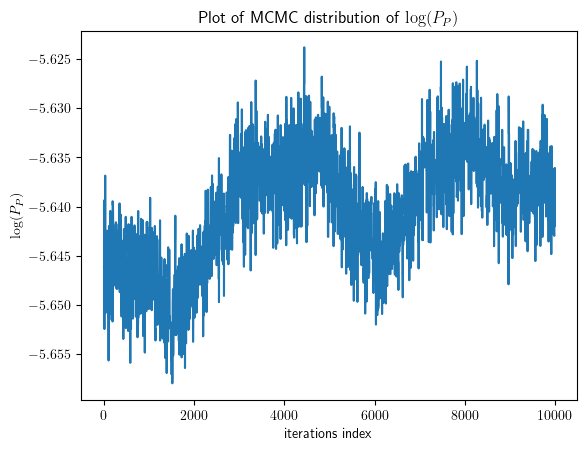 Plot of MCMC distribution of log(P_P)
−5.625
−5.630
−5.635
−5.640
−5.645
−5.650
−5.655
log(P_P)
0 2000 4000 6000 8000 10000
iterations index